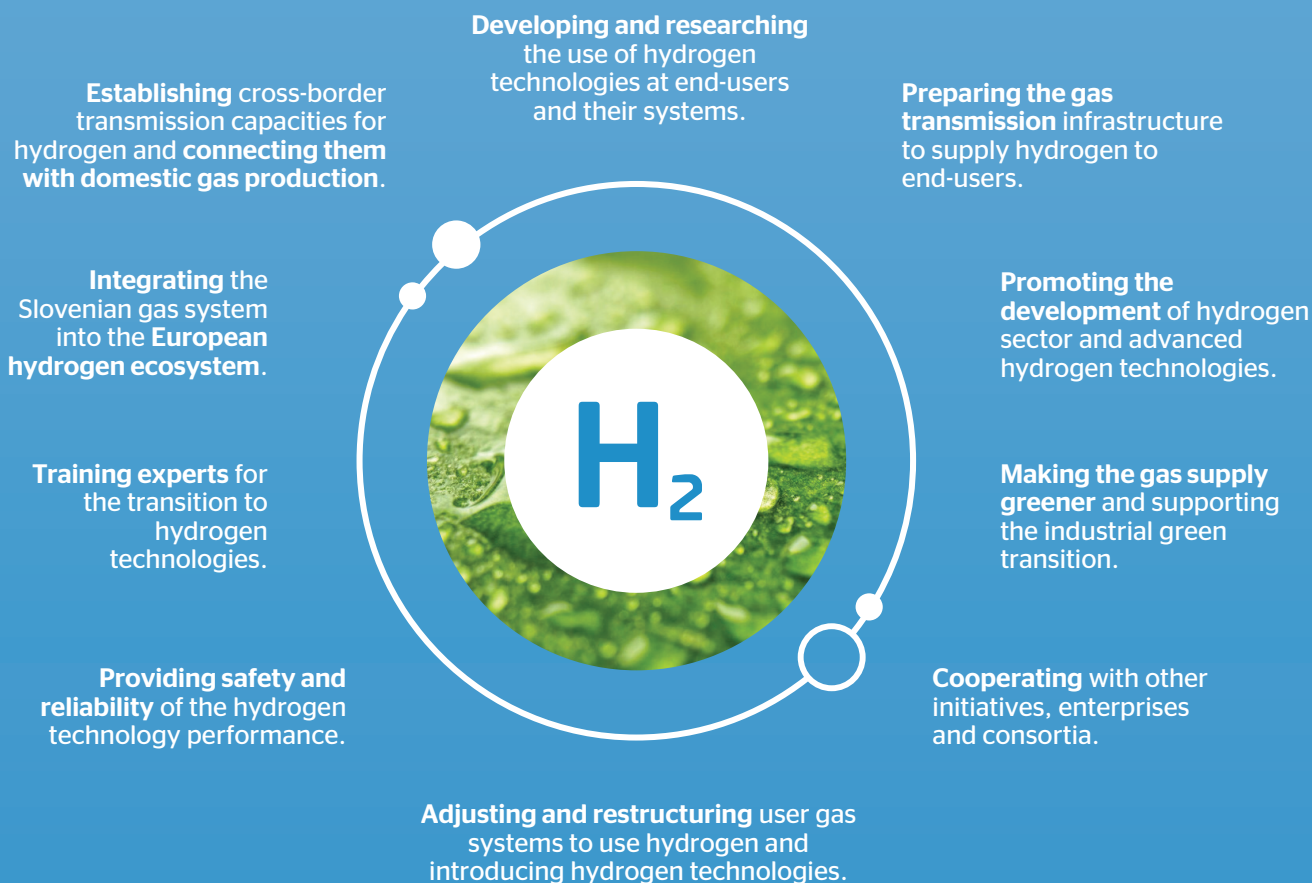 Developing and researching
the use of hydrogen
technologies at end-users
and their systems.
Preparing the gas
transmission infrastructure
to supply hydrogen to
end-users.
Promoting the
development of hydrogen
sector and advanced
hydrogen technologies.
Making the gas supply
greener and supporting
the industrial green
transition.
Cooperating with other
initiatives, enterprises
and consortia.
Adjusting and restructuring user gas
systems to use hydrogen and
introducing hydrogen technologies.
Providing safety and
reliability of the hydrogen
technology performance.
Training experts for
the transition to
hydrogen
technologies.
Integrating the
Slovenian gas system
into the European
hydrogen ecosystem.
Establishing cross-border
transmission capacities for
hydrogen and connecting them
with domestic gas production.
H₂